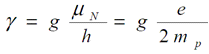 γ = g μ_N / h = g e / 2 m_p